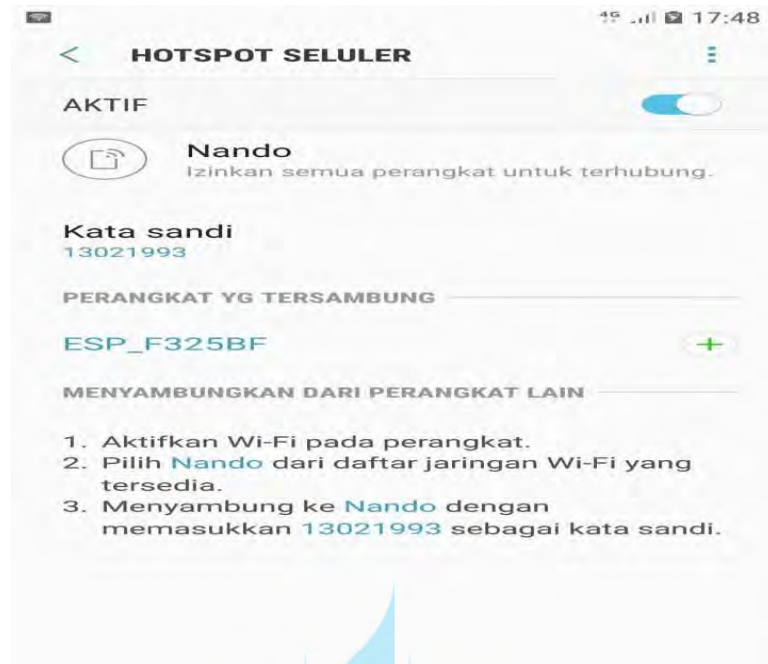 4G 17:48
< HOTSPOT SELULER
AKTIF
Nando
Izinkan semua perangkat untuk terhubung.
Kata sandi
13021993
PERANGKAT YG TERSAMBUNG
ESP_F325BF
MENYAMBUNGKAN DARI PERANGKAT LAIN
1. Aktifkan Wi-Fi pada perangkat.
2. Pilih Nando dari daftar jaringan Wi-Fi yang
tersedia.
3. Menyambung ke Nando dengan
memasukkan 13021993 sebagai kata sandi.